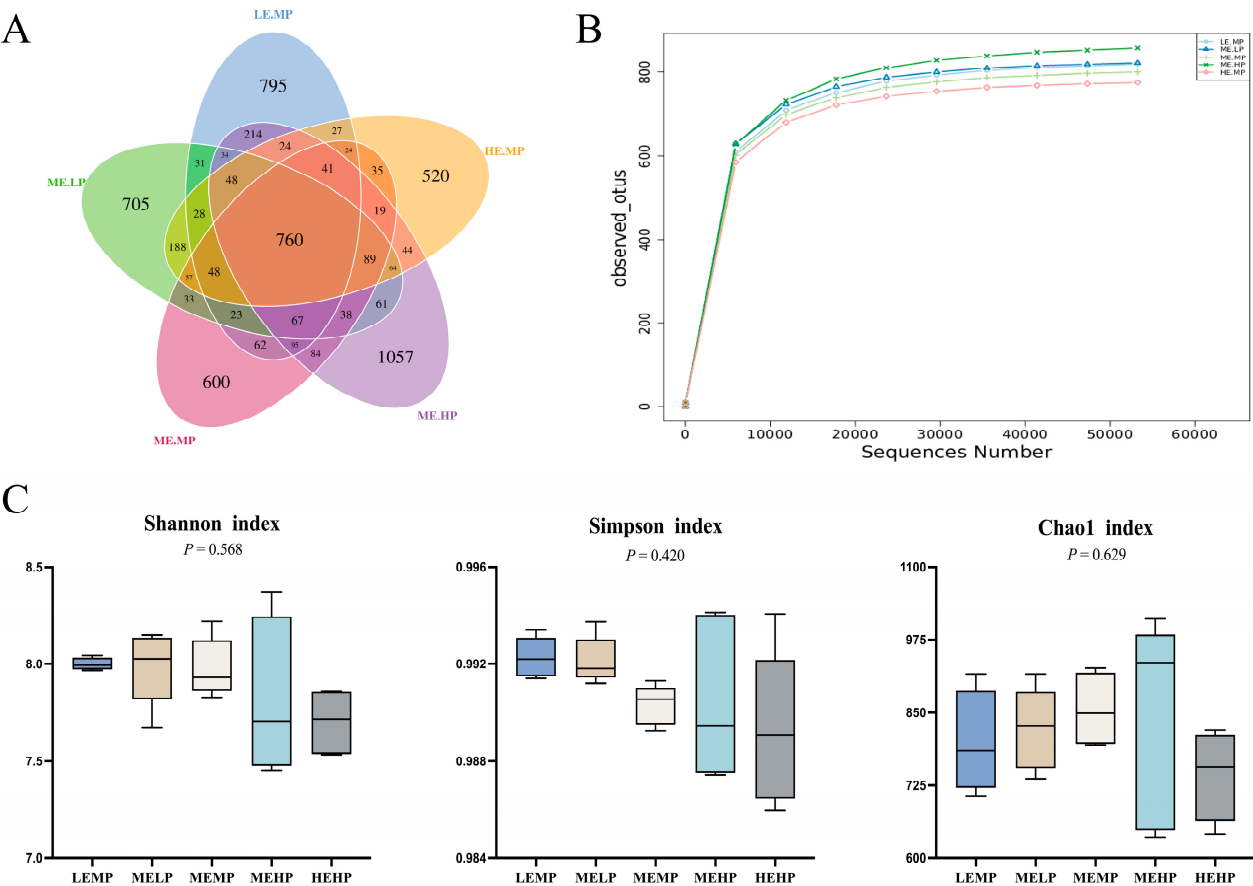 A
LE.MP
795
27
214
24
24
HE.MP
34
31
41
35
520
ME.LP
48
705
28
19
760
188
44
89
64
48
57
33
61
23
67
38
62
95
84
1057
600
ME.HP
ME.MP
B
LE.MP
ME.LP
ME.MP
ME.HP
HE.MP
800
600
400
200
0
observed_otus
0 10000 20000 30000 40000 50000 60000
Sequences Number
C
Shannon index
P = 0.568
8.5
8.0
7.5
7.0
LEMP MELP MEMP MEHP HEHP
Simpson index
P = 0.420
0.996
0.992
0.988
0.984
LEMP MELP MEMP MEHP HEHP
Chao1 index
P = 0.629
1100
975
850
725
600
LEMP MELP MEMP MEHP HEHP